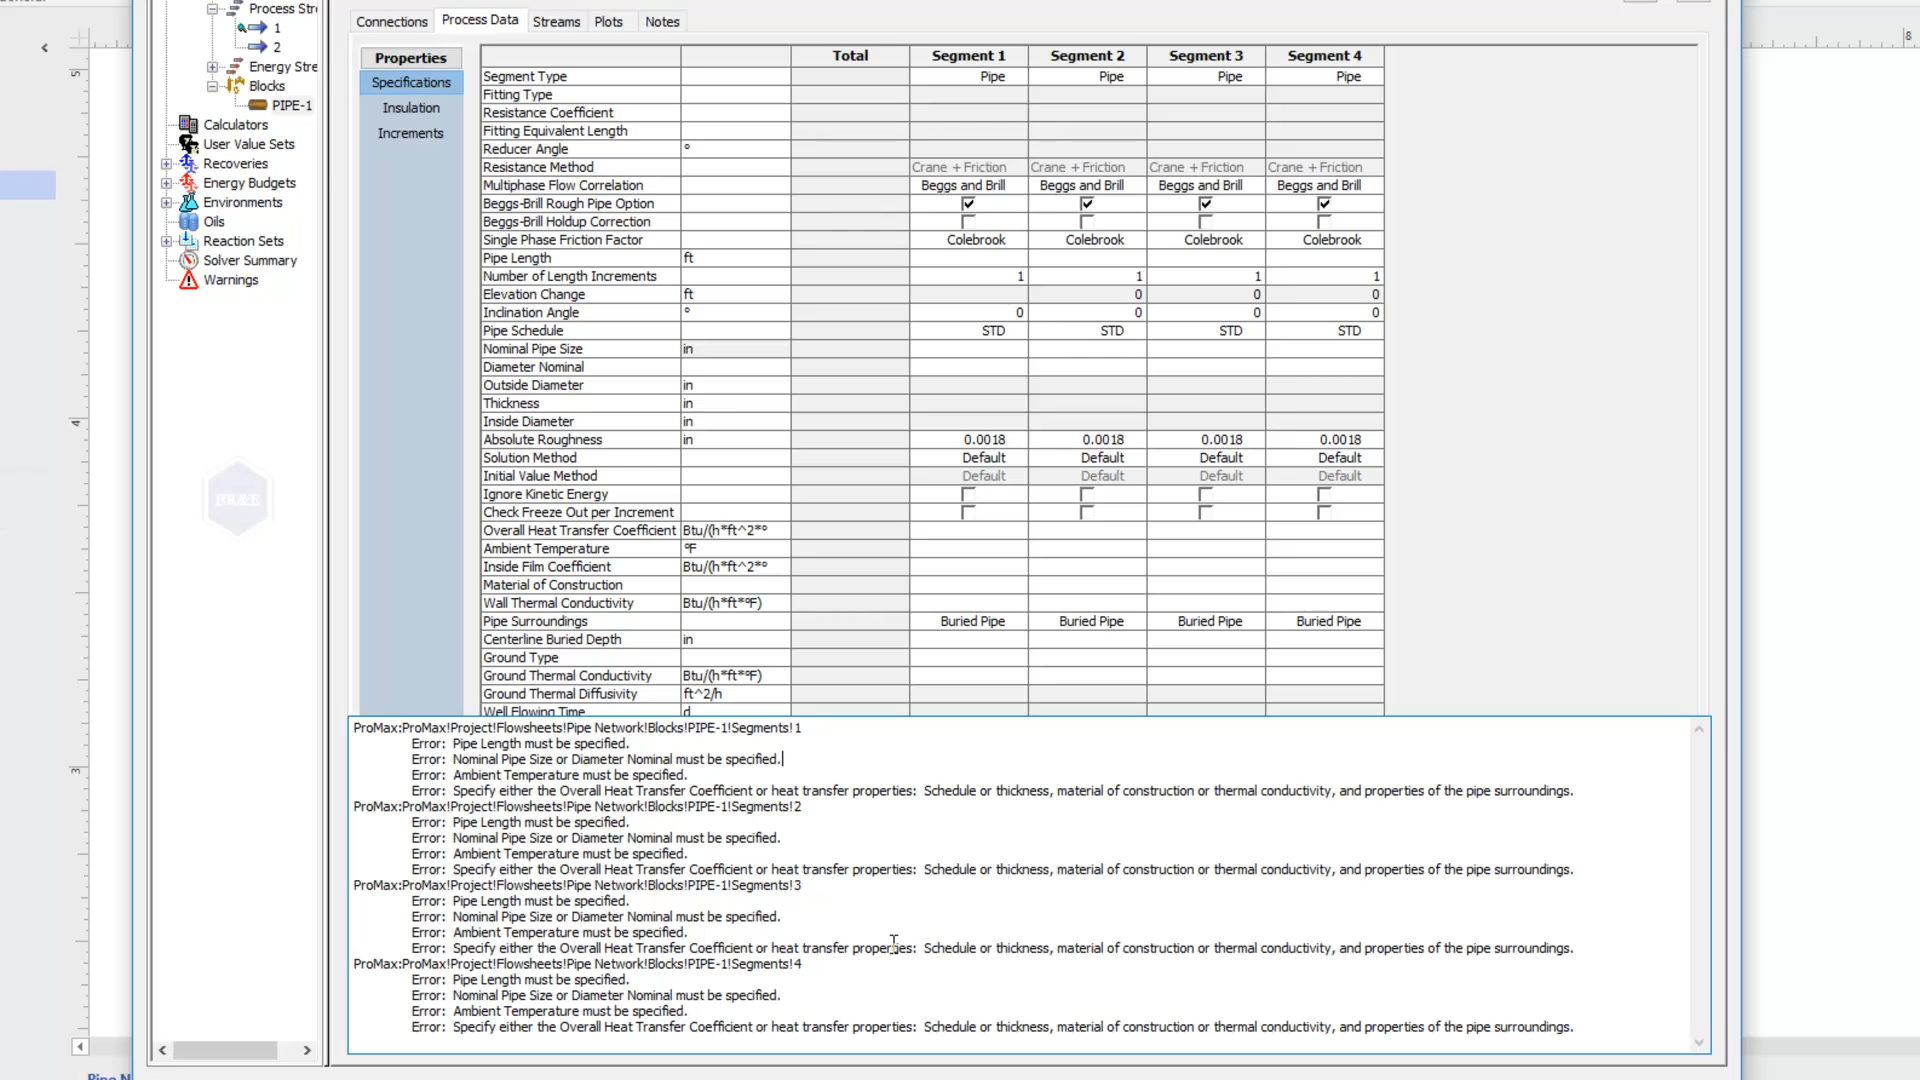 Connections Process Data Streams Plots Notes
Process Stre
1
2
Energy Stre
Blocks
PIPE-1
Calculators
User Value Sets
Recoveries
Energy Budgets
Environments
Oils
Reaction Sets
Solver Summary
Warnings
Properties
Specifications
Insulation
Increments
Total Segment 1 Segment 2 Segment 3 Segment 4
Segment Type Pipe Pipe Pipe Pipe
Fitting Type
Resistance Coefficient
Fitting Equivalent Length
Reducer Angle °
Resistance Method Crane + Friction Crane + Friction Crane + Friction Crane + Friction
Multiphase Flow Correlation Beggs and Brill Beggs and Brill Beggs and Brill Beggs and Brill
Beggs-Brill Rough Pipe Option
Beggs-Brill Holdup Correction
Single Phase Friction Factor Colebrook Colebrook Colebrook Colebrook
Pipe Length ft
Number of Length Increments 1 1 1 1
Elevation Change ft 0 0 0
Inclination Angle ° 0 0 0 0
Pipe Schedule STD STD STD STD
Nominal Pipe Size in
Diameter Nominal
Outside Diameter in
Thickness in
Inside Diameter in
Absolute Roughness in 0.0018 0.0018 0.0018 0.0018
Solution Method Default Default Default Default
Initial Value Method Default Default Default Default
Ignore Kinetic Energy
Check Freeze Out per Increment
Overall Heat Transfer Coefficient Btu/(h*ft^2*°
Ambient Temperature °F
Inside Film Coefficient Btu/(h*ft^2*°
Material of Construction
Wall Thermal Conductivity Btu/(h*ft*°F)
Pipe Surroundings Buried Pipe Buried Pipe Buried Pipe Buried Pipe
Centerline Buried Depth in
Ground Type
Ground Thermal Conductivity Btu/(h*ft*°F)
Ground Thermal Diffusivity ft^2/h
Well Flowing Time d
ProMax:ProMax!Project!Flowsheets!Pipe Network!Blocks!PIPE-1!Segments!1
Error: Pipe Length must be specified.
Error: Nominal Pipe Size or Diameter Nominal must be specified.
Error: Ambient Temperature must be specified.
Error: Specify either the Overall Heat Transfer Coefficient or heat transfer properties: Schedule or thickness, material of construction or thermal conductivity, and properties of the pipe surroundings.
ProMax:ProMax!Project!Flowsheets!Pipe Network!Blocks!PIPE-1!Segments!2
Error: Pipe Length must be specified.
Error: Nominal Pipe Size or Diameter Nominal must be specified.
Error: Ambient Temperature must be specified.
Error: Specify either the Overall Heat Transfer Coefficient or heat transfer properties: Schedule or thickness, material of construction or thermal conductivity, and properties of the pipe surroundings.
ProMax:ProMax!Project!Flowsheets!Pipe Network!Blocks!PIPE-1!Segments!3
Error: Pipe Length must be specified.
Error: Nominal Pipe Size or Diameter Nominal must be specified.
Error: Ambient Temperature must be specified.
Error: Specify either the Overall Heat Transfer Coefficient or heat transfer properties: Schedule or thickness, material of construction or thermal conductivity, and properties of the pipe surroundings.
ProMax:ProMax!Project!Flowsheets!Pipe Network!Blocks!PIPE-1!Segments!4
Error: Pipe Length must be specified.
Error: Nominal Pipe Size or Diameter Nominal must be specified.
Error: Ambient Temperature must be specified.
Error: Specify either the Overall Heat Transfer Coefficient or heat transfer properties: Schedule or thickness, material of construction or thermal conductivity, and properties of the pipe surroundings.
5
4
3
8
BR&E
Pipe N